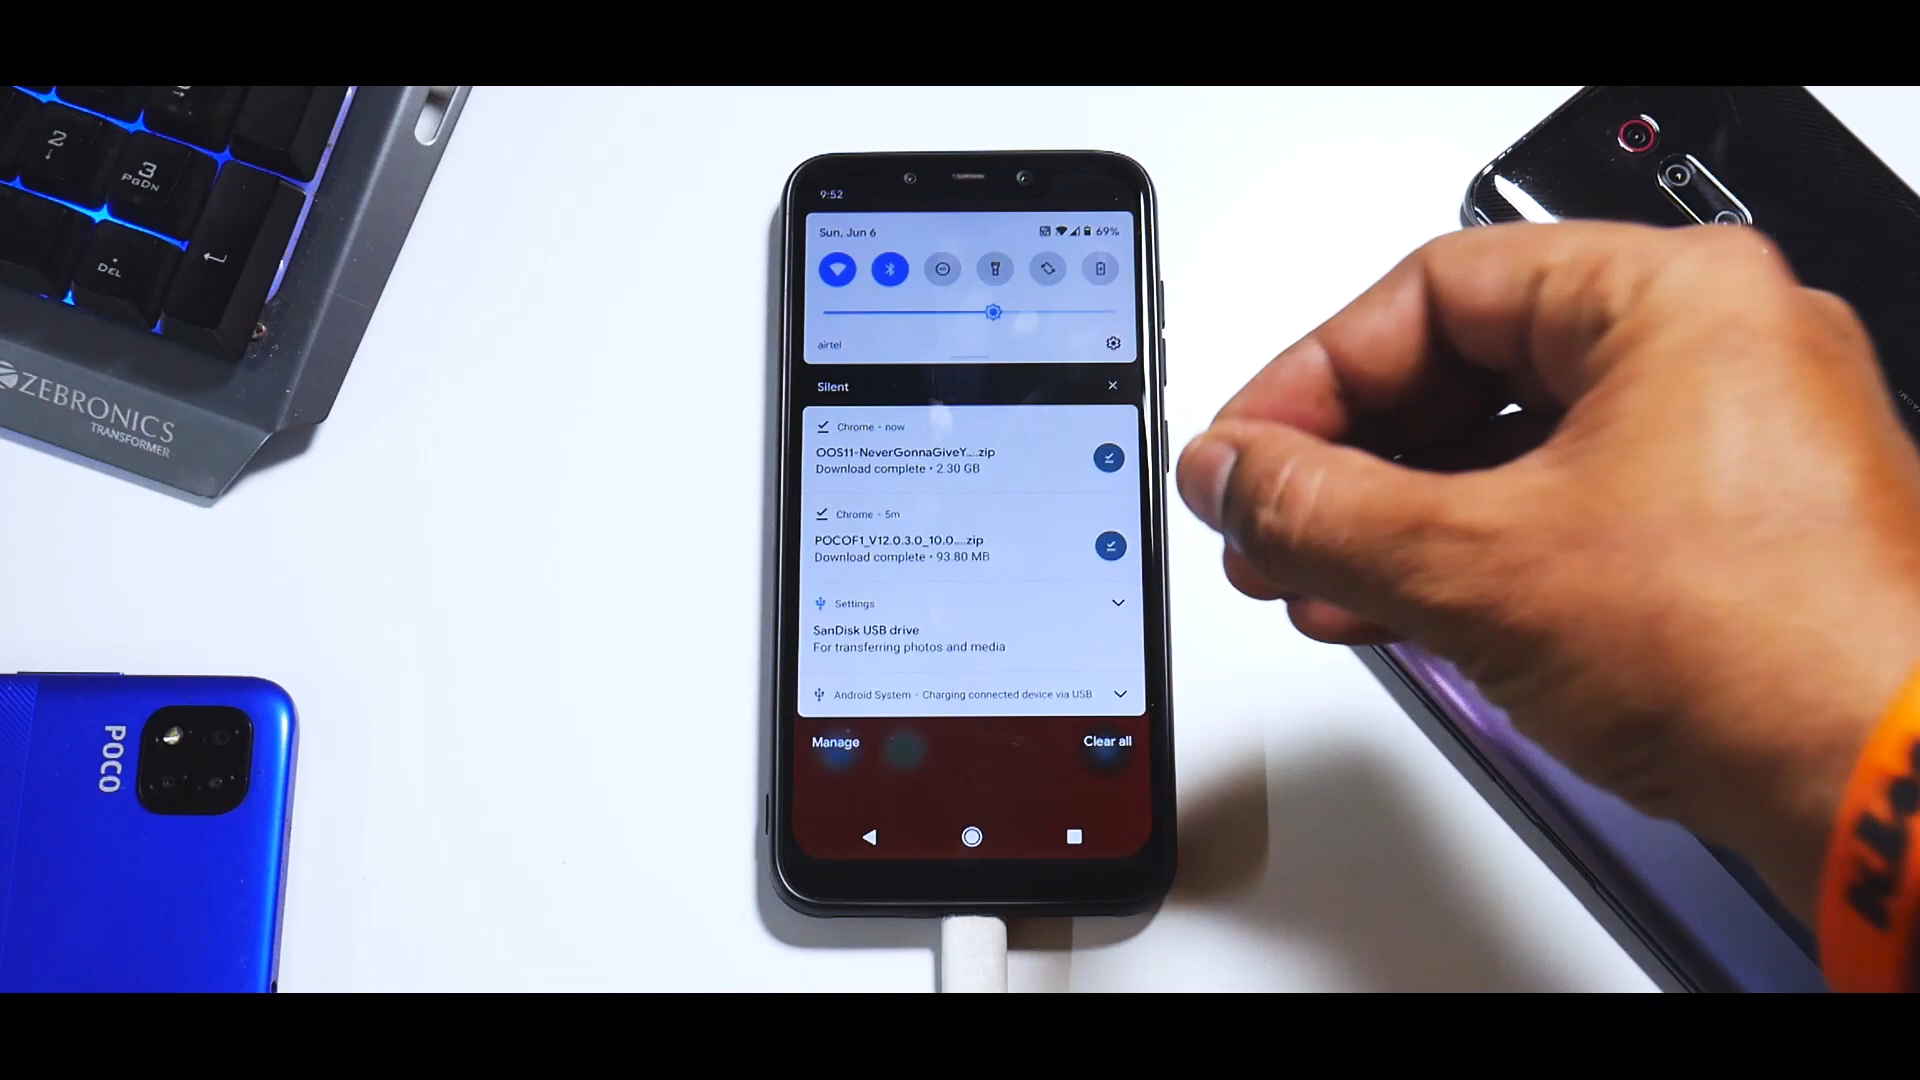 2
3
PGDN
DEL
ZEBRONICS
TRANSFORMER
POCO
9:52
Sun, Jun 6
69%
airtel
Silent
Chrome - now
OOS11-NeverGonnaGiveY....zip
Download complete • 2.30 GB
Chrome - 5m
POCOF1_V12.0.3.0_10.0....zip
Download complete • 93.80 MB
Settings
SanDisk USB drive
For transferring photos and media
Android System - Charging connected device via USB
Manage
Clear all